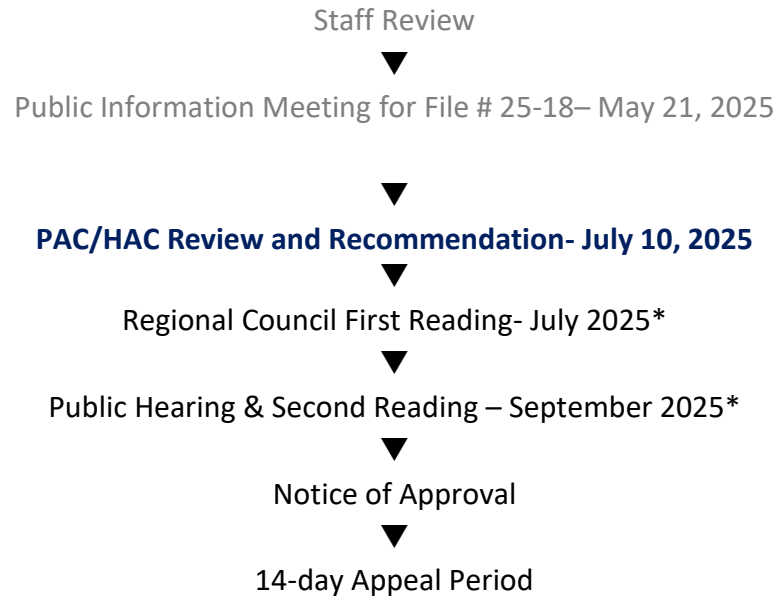 Staff Review
Public Information Meeting for File # 25-18– May 21, 2025
PAC/HAC Review and Recommendation- July 10, 2025
Regional Council First Reading- July 2025*
Public Hearing & Second Reading – September 2025*
Notice of Approval
14-day Appeal Period